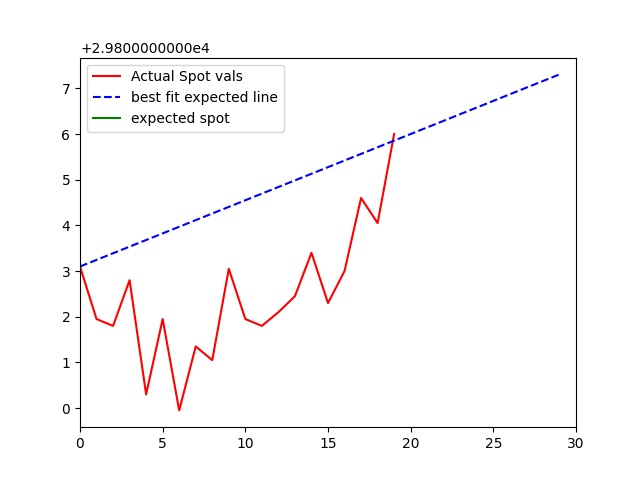 +2.9800000000e4
Actual Spot vals
best fit expected line
expected spot
7
6
5
4
3
2
1
0
0 5 10 15 20 25 30